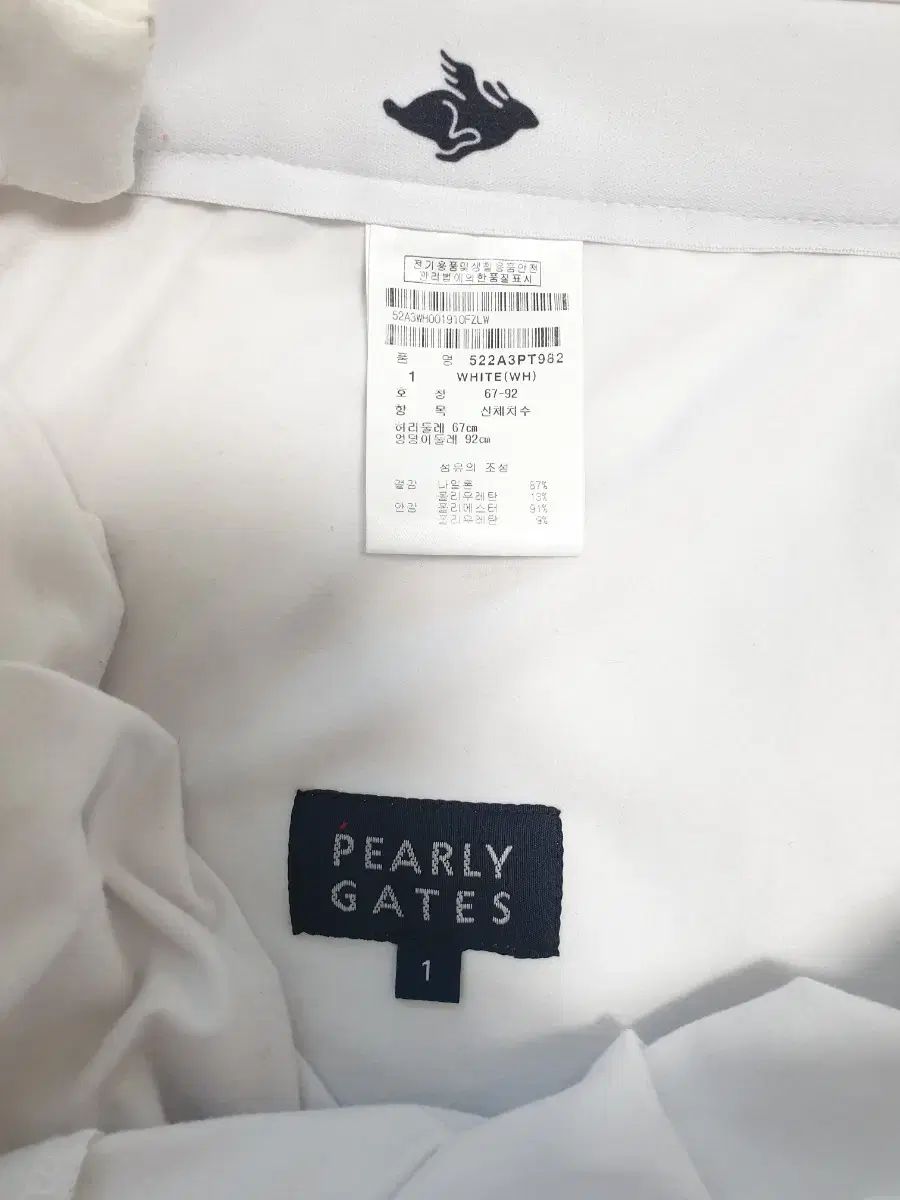 전기용품및생활용품안전
관리법에의한품질표시
52A3WH001910FZLW
품 명 522A3PT982
1 WHITE(WH)
호 칭 67-92
항 목 신체치수
허리둘레 67cm
엉덩이둘레 92cm
섬유의 조성
겉감 나일론 87%
폴리우레탄 13%
안감 폴리에스터 91%
폴리우레탄 9%
PEARLY
GATES
1